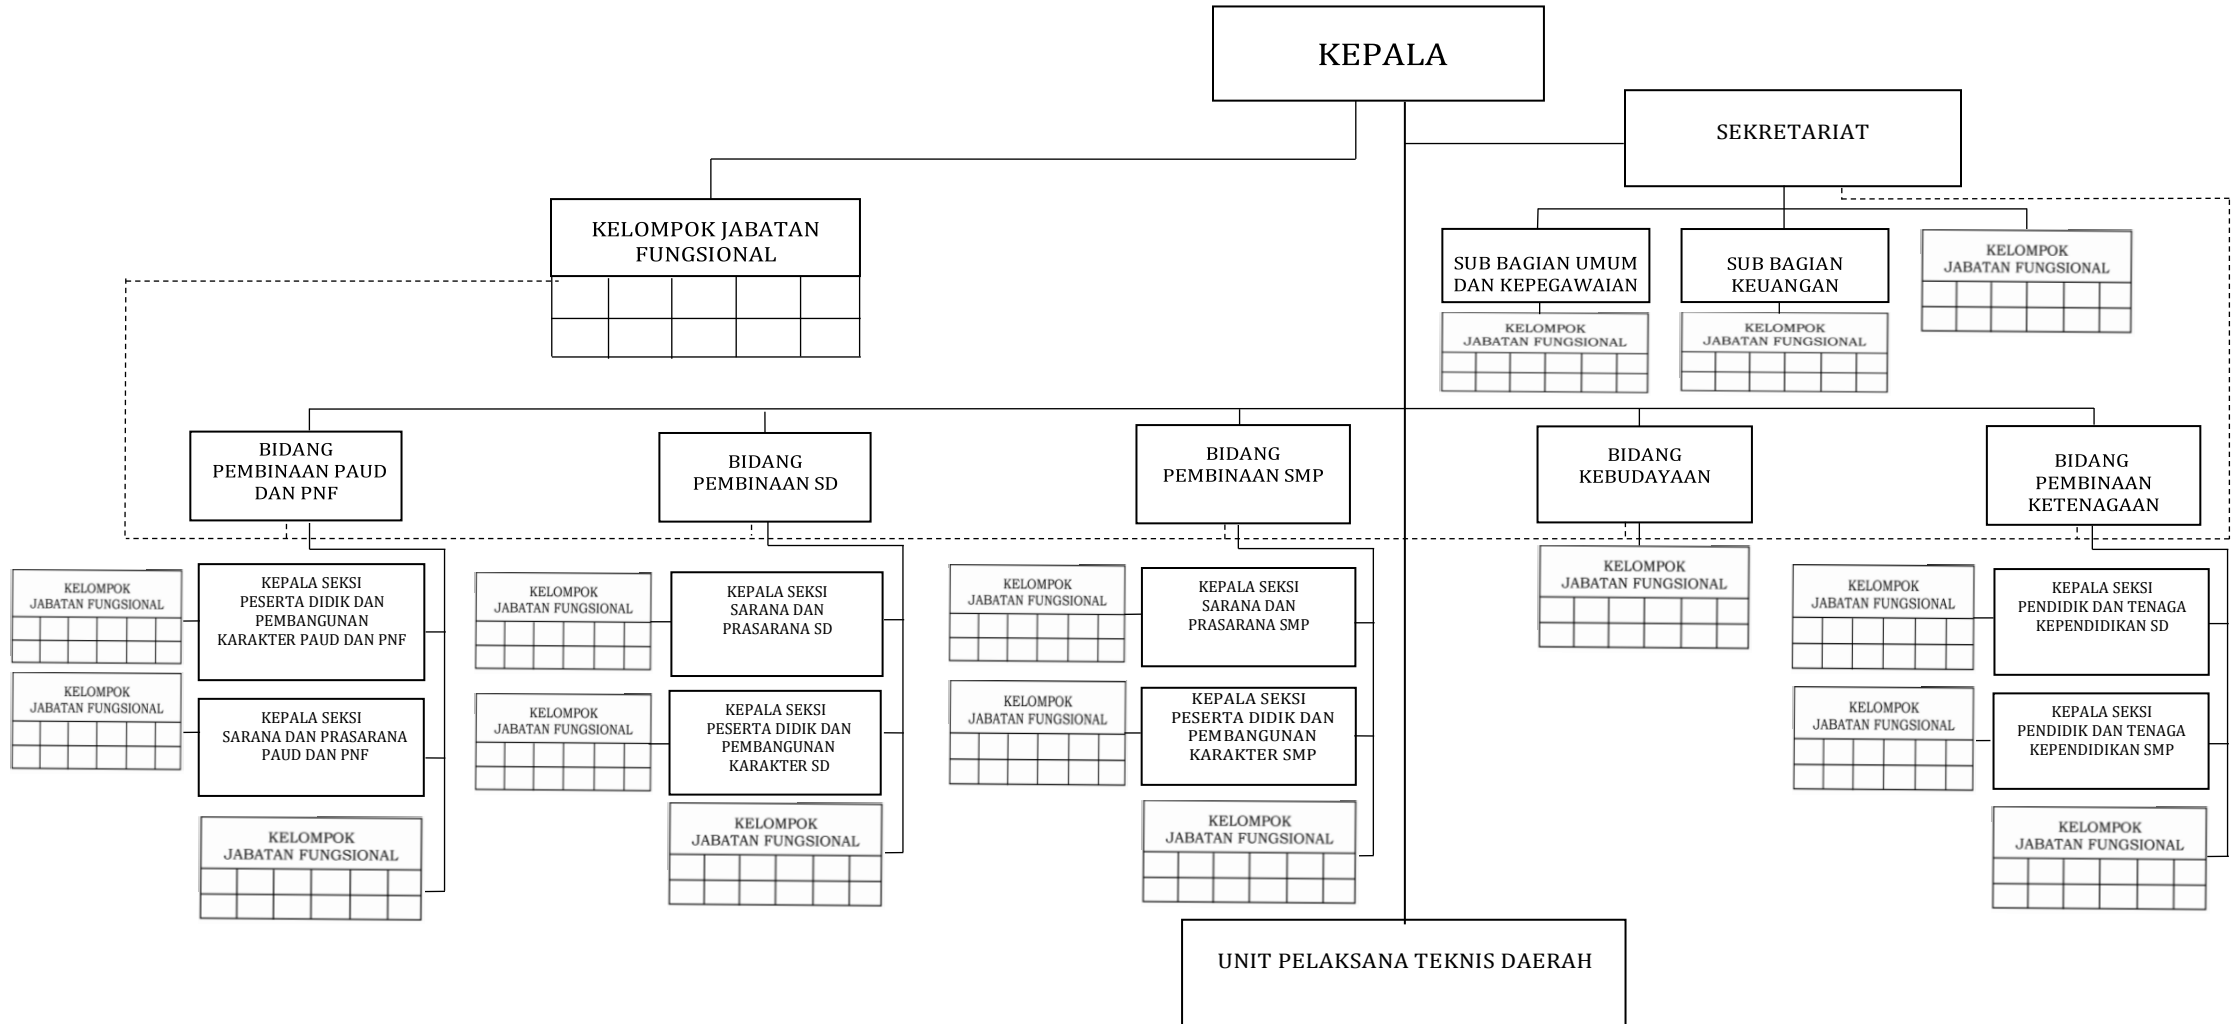 KEPALA
SEKRETARIAT
KELOMPOK JABATAN
FUNGSIONAL
SUB BAGIAN UMUM
DAN KEPEGAWAIAN
SUB BAGIAN
KEUANGAN
KELOMPOK
JABATAN FUNGSIONAL
KELOMPOK
JABATAN FUNGSIONAL
KELOMPOK
JABATAN FUNGSIONAL
BIDANG
PEMBINAAN PAUD
DAN PNF
BIDANG
PEMBINAAN SD
BIDANG
PEMBINAAN SMP
BIDANG
KEBUDAYAAN
BIDANG
PEMBINAAN
KETENAGAAN
KELOMPOK
JABATAN FUNGSIONAL
KEPALA SEKSI
PESERTA DIDIK DAN
PEMBANGUNAN
KARAKTER PAUD DAN PNF
KELOMPOK
JABATAN FUNGSIONAL
KEPALA SEKSI
SARANA DAN PRASARANA
PAUD DAN PNF
KELOMPOK
JABATAN FUNGSIONAL
KELOMPOK
JABATAN FUNGSIONAL
KEPALA SEKSI
SARANA DAN
PRASARANA SD
KELOMPOK
JABATAN FUNGSIONAL
KEPALA SEKSI
PESERTA DIDIK DAN
PEMBANGUNAN
KARAKTER SD
KELOMPOK
JABATAN FUNGSIONAL
KELOMPOK
JABATAN FUNGSIONAL
KEPALA SEKSI
SARANA DAN
PRASARANA SMP
KELOMPOK
JABATAN FUNGSIONAL
KEPALA SEKSI
PESERTA DIDIK DAN
PEMBANGUNAN
KARAKTER SMP
KELOMPOK
JABATAN FUNGSIONAL
KELOMPOK
JABATAN FUNGSIONAL
KELOMPOK
JABATAN FUNGSIONAL
KEPALA SEKSI
PENDIDIK DAN TENAGA
KEPENDIDIKAN SD
KELOMPOK
JABATAN FUNGSIONAL
KEPALA SEKSI
PENDIDIK DAN TENAGA
KEPENDIDIKAN SMP
KELOMPOK
JABATAN FUNGSIONAL
UNIT PELAKSANA TEKNIS DAERAH